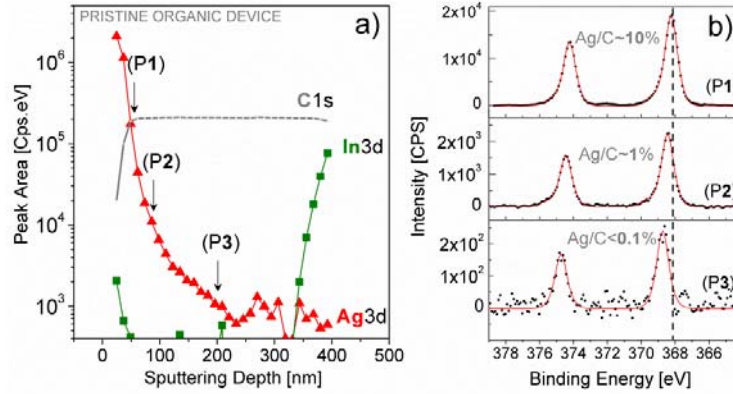 PRISTINE ORGANIC DEVICE
a)
10^6
(P1)
C1s
10^5
In3d
(P2)
10^4
(P3)
10^3
Ag3d
Peak Area [Cps.eV]
0 100 200 300 400 500
Sputtering Depth [nm]
b)
2x10^4
Ag/C~10%
1x10^4
(P1
0
2x10^3
Ag/C~1%
1x10^3
(P2)
0
2x10^2
Ag/C<0.1%
1x10^2
(P3)
0
Intensity [CPS]
378 376 374 372 370 368 366
Binding Energy [eV]